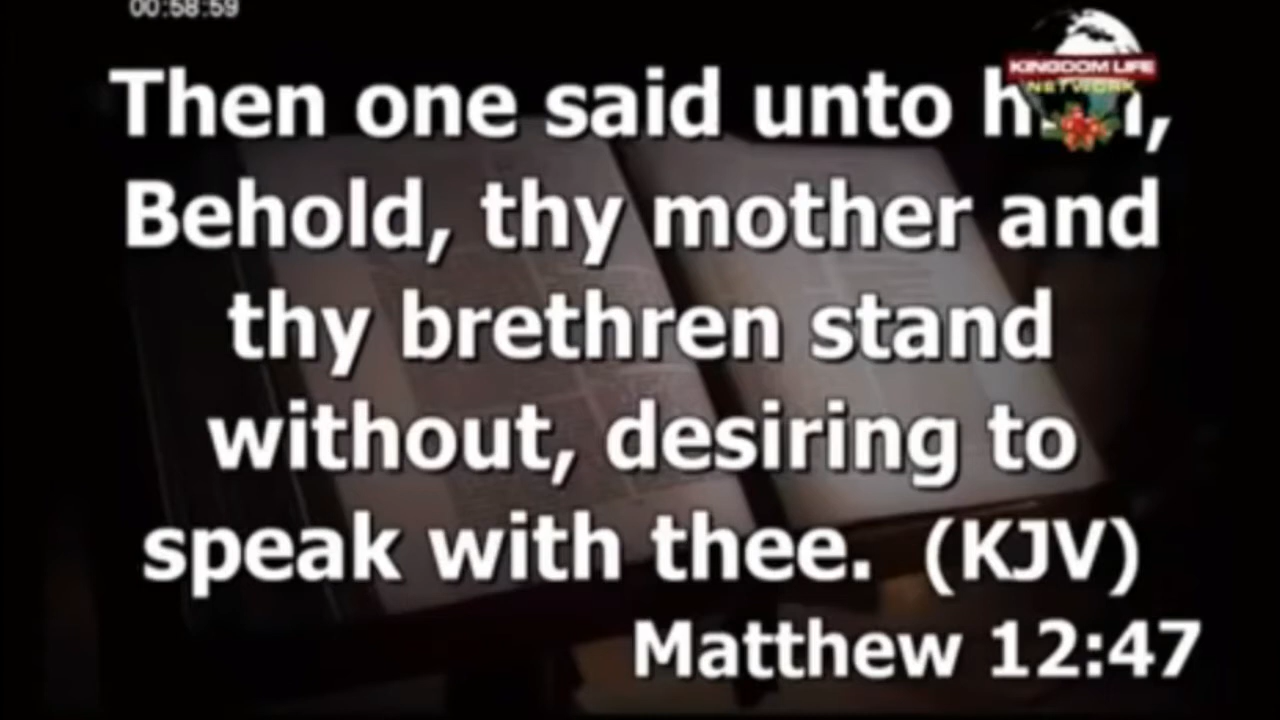 00:58:59
KINGDOM LIFE
NETWORK
Then one said unto
Behold, thy mother and
thy brethren stand
without, desiring to
speak with thee. (KJV)
Matthew 12:47